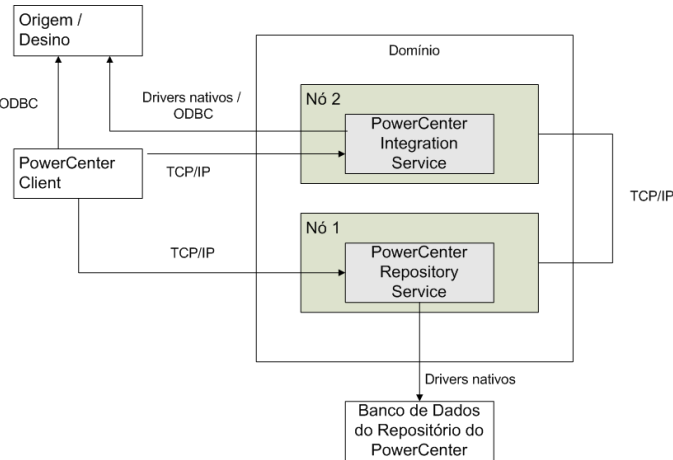 Origem /
Desino
Domínio
ODBC
Drivers nativos /
ODBC
Nó 2
PowerCenter
Integration
Service
PowerCenter
Client
TCP/IP
TCP/IP
Nó 1
TCP/IP
PowerCenter
Repository
Service
Drivers nativos
Banco de Dados
do Repositório do
PowerCenter